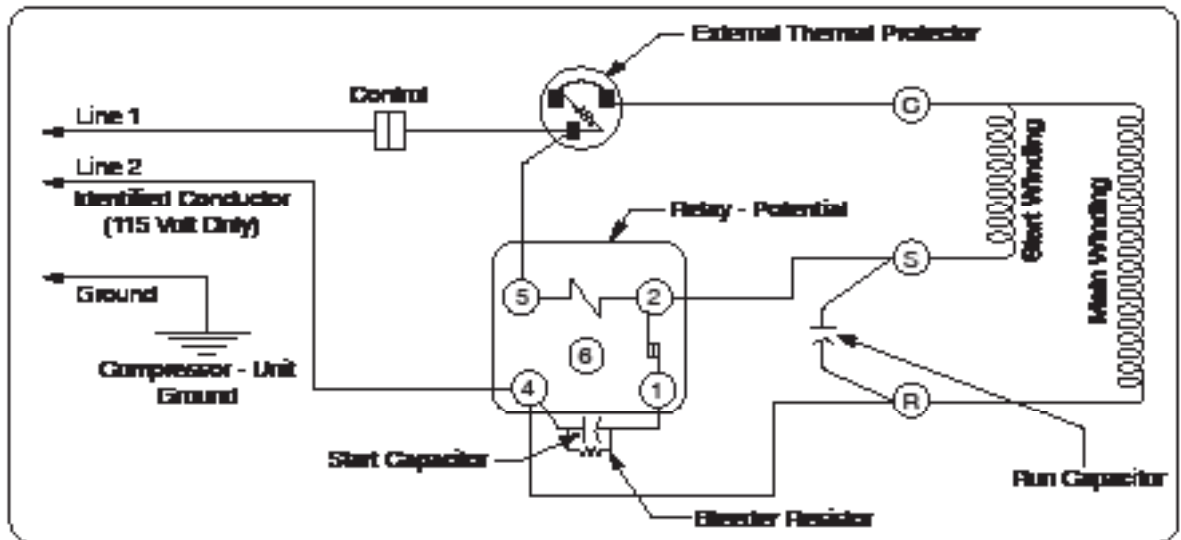 External Thermal Protector
Control
Line 1
Line 2
Identified Conductor
(115 Volt Only)
Ground
Compressor - Unit
Ground
Relay - Potential
5
2
6
4
1
C
S
R
Start Winding
Main Winding
Start Capacitor
Bleeder Resistor
Run Capacitor